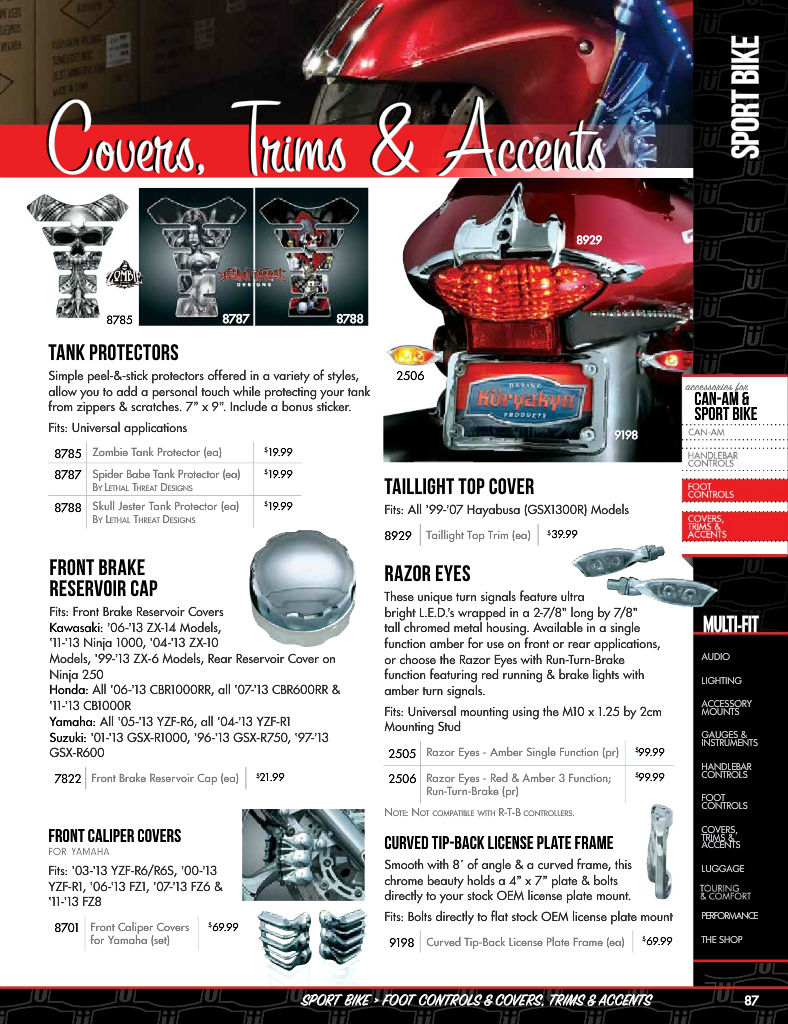 Covers, Trims & Accents
SPORT BIKE
8785
ZOMBIE
8787
LETHAL THREAT
DESIGNS
8788
8929
2506
DARING
Küryakyn
PRODUCTS
9198
TANK PROTECTORS
Simple peel-&-stick protectors offered in a variety of styles,
allow you to add a personal touch while protecting your tank
from zippers & scratches. 7" x 9". Include a bonus sticker.
Fits: Universal applications
8785 Zombie Tank Protector (ea) $19.99
8787 Spider Babe Tank Protector (ea) $19.99
BY LETHAL THREAT DESIGNS
8788 Skull Jester Tank Protector (ea) $19.99
BY LETHAL THREAT DESIGNS
FRONT BRAKE
RESERVOIR CAP
Fits: Front Brake Reservoir Covers
Kawasaki: '06-'13 ZX-14 Models,
'11-'13 Ninja 1000, '04-'13 ZX-10
Models, '99-'13 ZX-6 Models, Rear Reservoir Cover on
Ninja 250
Honda: All '06-'13 CBR1000RR, all '07-'13 CBR600RR &
'11-'13 CB1000R
Yamaha: All '05-'13 YZF-R6, all '04-'13 YZF-R1
Suzuki: '01-'13 GSX-R1000, '96-'13 GSX-R750, '97-'13
GSX-R600
7822 Front Brake Reservoir Cap (ea) $21.99
FRONT CALIPER COVERS
FOR YAMAHA
Fits: '03-'13 YZF-R6/R6S, '00-'13
YZF-R1, '06-'13 FZ1, '07-'13 FZ6 &
'11-'13 FZ8
8701 Front Caliper Covers $69.99
for Yamaha (set)
TAILLIGHT TOP COVER
Fits: All '99-'07 Hayabusa (GSX1300R) Models
8929 Taillight Top Trim (ea) $39.99
RAZOR EYES
These unique turn signals feature ultra
bright L.E.D.'s wrapped in a 2-7/8" long by 7/8"
tall chromed metal housing. Available in a single
function amber for use on front or rear applications,
or choose the Razor Eyes with Run-Turn-Brake
function featuring red running & brake lights with
amber turn signals.
Fits: Universal mounting using the M10 x 1.25 by 2cm
Mounting Stud
2505 Razor Eyes - Amber Single Function (pr) $99.99
2506 Razor Eyes - Red & Amber 3 Function; $99.99
Run-Turn-Brake (pr)
NOTE: NOT COMPATIBLE WITH R-T-B CONTROLLERS.
CURVED TIP-BACK LICENSE PLATE FRAME
Smooth with 8° of angle & a curved frame, this
chrome beauty holds a 4" x 7" plate & bolts
directly to your stock OEM license plate mount.
Fits: Bolts directly to flat stock OEM license plate mount
9198 Curved Tip-Back License Plate Frame (ea) $69.99
accessories for
CAN-AM &
SPORT BIKE
CAN-AM
HANDLEBAR
CONTROLS
FOOT
CONTROLS
COVERS,
TRIMS &
ACCENTS
MULTI-FIT
AUDIO
LIGHTING
ACCESSORY
MOUNTS
GAUGES &
INSTRUMENTS
HANDLEBAR
CONTROLS
FOOT
CONTROLS
COVERS,
TRIMS &
ACCENTS
LUGGAGE
TOURING
& COMFORT
PERFORMANCE
THE SHOP
SPORT BIKE > FOOT CONTROLS & COVERS, TRIMS & ACCENTS 87